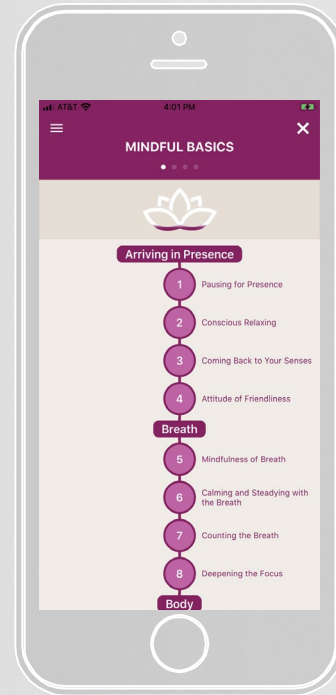 AT&T 4:01 PM
MINDFUL BASICS
Arriving in Presence
1 Pausing for Presence
2 Conscious Relaxing
3 Coming Back to Your Senses
4 Attitude of Friendliness
Breath
5 Mindfulness of Breath
6 Calming and Steadying with
the Breath
7 Counting the Breath
8 Deepening the Focus
Body